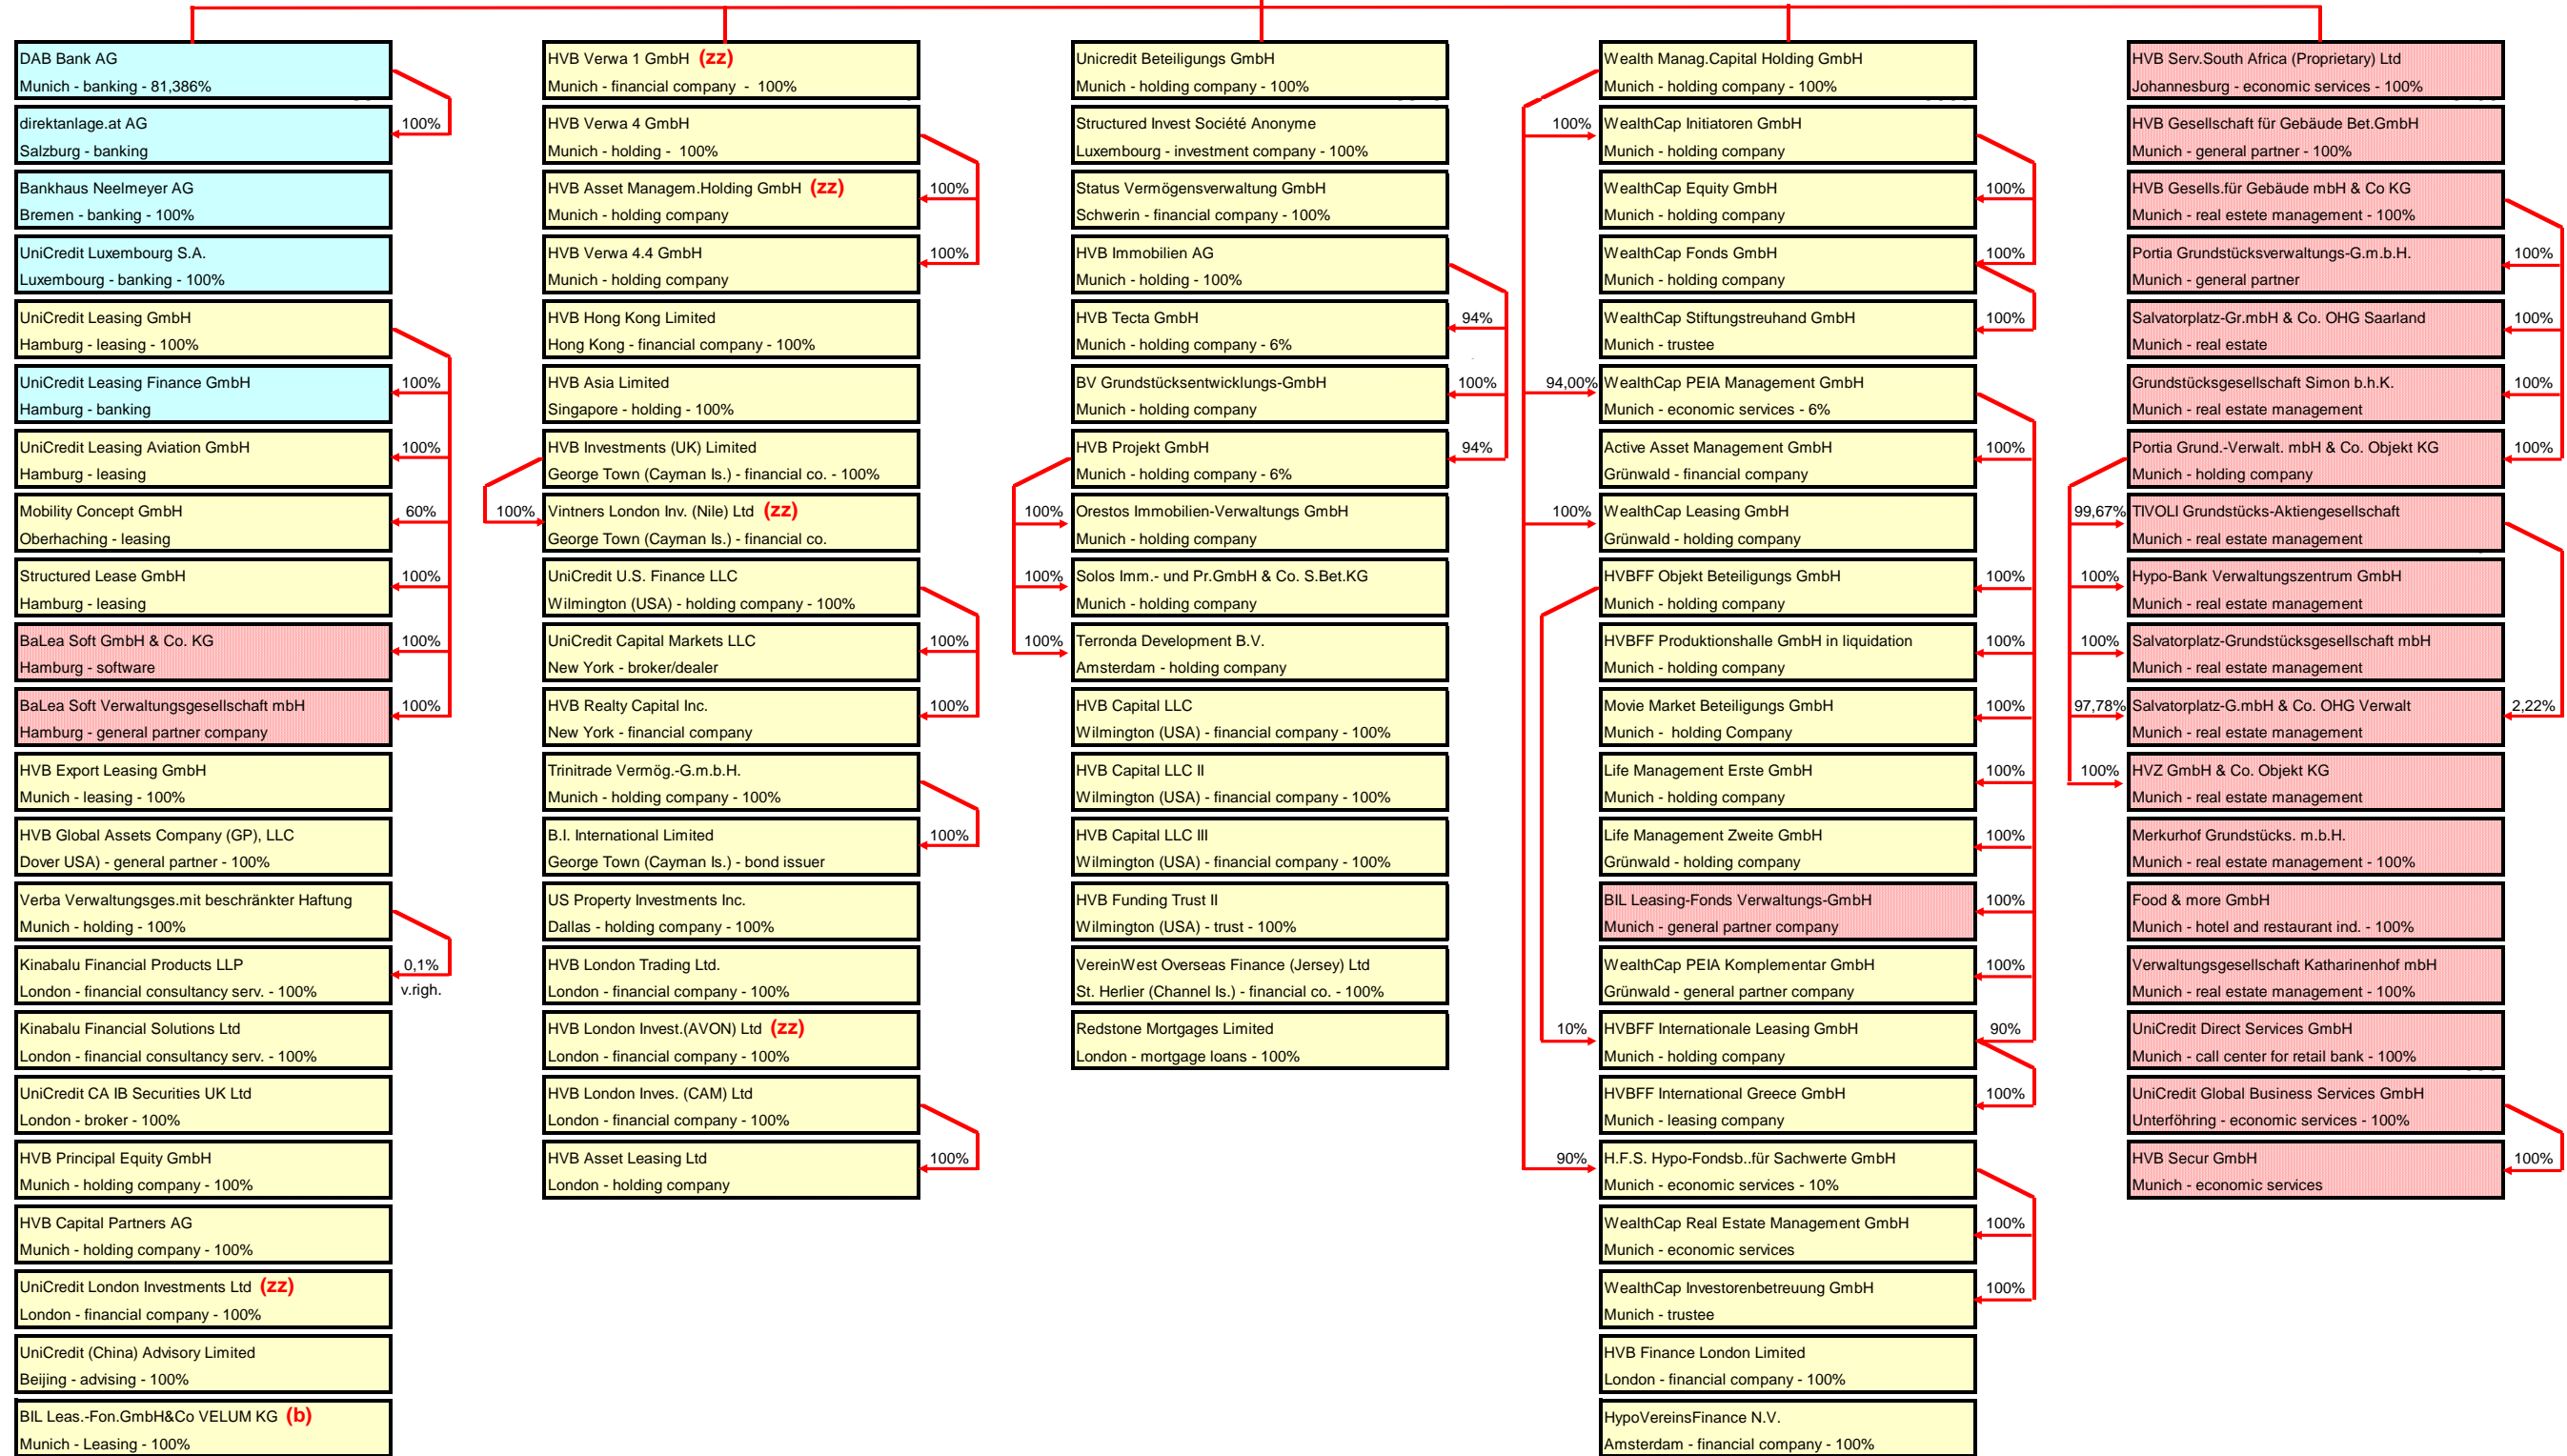 DAB Bank AG
Munich - banking - 81,386%
100%
direktanlage.at AG
Salzburg - banking
Bankhaus Neelmeyer AG
Bremen - banking - 100%
UniCredit Luxembourg S.A.
Luxembourg - banking - 100%
UniCredit Leasing GmbH
Hamburg - leasing - 100%
UniCredit Leasing Finance GmbH
100%
Hamburg - banking
UniCredit Leasing Aviation GmbH
100%
Hamburg - leasing
Mobility Concept GmbH
60%
Oberhaching - leasing
Structured Lease GmbH
100%
Hamburg - leasing
BaLea Soft GmbH & Co. KG
100%
Hamburg - software
BaLea Soft Verwaltungsgesellschaft mbH
100%
Hamburg - general partner company
HVB Export Leasing GmbH
Munich - leasing - 100%
HVB Global Assets Company (GP), LLC
Dover USA) - general partner - 100%
Verba Verwaltungsges.mit beschränkter Haftung
Munich - holding - 100%
Kinabalu Financial Products LLP
0,1%
London - financial consultancy serv. - 100%
v.righ.
Kinabalu Financial Solutions Ltd
London - financial consultancy serv. - 100%
UniCredit CA IB Securities UK Ltd
London - broker - 100%
HVB Principal Equity GmbH
Munich - holding company - 100%
HVB Capital Partners AG
Munich - holding company - 100%
UniCredit London Investments Ltd (zz)
London - financial company - 100%
UniCredit (China) Advisory Limited
Beijing - advising - 100%
BIL Leas.-Fon.GmbH&Co VELUM KG (b)
Munich - Leasing - 100%
HVB Verwa 1 GmbH (zz)
Munich - financial company - 100%
HVB Verwa 4 GmbH
Munich - holding - 100%
HVB Asset Managem.Holding GmbH (zz)
100%
Munich - holding company
HVB Verwa 4.4 GmbH
100%
Munich - holding company
HVB Hong Kong Limited
Hong Kong - financial company - 100%
HVB Asia Limited
Singapore - holding - 100%
HVB Investments (UK) Limited
George Town (Cayman Is.) - financial co. - 100%
100%
Vintners London Inv. (Nile) Ltd (zz)
George Town (Cayman Is.) - financial co.
UniCredit U.S. Finance LLC
Wilmington (USA) - holding company - 100%
UniCredit Capital Markets LLC
100%
New York - broker/dealer
HVB Realty Capital Inc.
100%
New York - financial company
Trinitrade Vermög.-G.m.b.H.
Munich - holding company - 100%
B.I. International Limited
100%
George Town (Cayman Is.) - bond issuer
US Property Investments Inc.
Dallas - holding company - 100%
HVB London Trading Ltd.
London - financial company - 100%
HVB London Invest.(AVON) Ltd (zz)
London - financial company - 100%
HVB London Inves. (CAM) Ltd
London - financial company - 100%
HVB Asset Leasing Ltd
100%
London - holding company
Unicredit Beteiligungs GmbH
Munich - holding company - 100%
Structured Invest Société Anonyme
Luxembourg - investment company - 100%
Status Vermögensverwaltung GmbH
Schwerin - financial company - 100%
HVB Immobilien AG
Munich - holding - 100%
HVB Tecta GmbH
94%
Munich - holding company - 6%
BV Grundstücksentwicklungs-GmbH
100%
Munich - holding company
HVB Projekt GmbH
94%
Munich - holding company - 6%
100%
Orestos Immobilien-Verwaltungs GmbH
Munich - holding company
100%
Solos Imm.- und Pr.GmbH & Co. S.Bet.KG
Munich - holding company
100%
Terronda Development B.V.
Amsterdam - holding company
HVB Capital LLC
Wilmington (USA) - financial company - 100%
HVB Capital LLC II
Wilmington (USA) - financial company - 100%
HVB Capital LLC III
Wilmington (USA) - financial company - 100%
HVB Funding Trust II
Wilmington (USA) - trust - 100%
VereinWest Overseas Finance (Jersey) Ltd
St. Herlier (Channel Is.) - financial co. - 100%
Redstone Mortgages Limited
London - mortgage loans - 100%
Wealth Manag.Capital Holding GmbH
Munich - holding company - 100%
100%
WealthCap Initiatoren GmbH
Munich - holding company
WealthCap Equity GmbH
100%
Munich - holding company
WealthCap Fonds GmbH
100%
Munich - holding company
WealthCap Stiftungstreuhand GmbH
100%
Munich - trustee
94,00%
WealthCap PEIA Management GmbH
Munich - economic services - 6%
Active Asset Management GmbH
100%
Grünwald - financial company
100%
WealthCap Leasing GmbH
Grünwald - holding company
HVBFF Objekt Beteiligungs GmbH
100%
Munich - holding company
HVBFF Produktionshalle GmbH in liquidation
100%
Munich - holding company
Movie Market Beteiligungs GmbH
100%
Munich - holding Company
Life Management Erste GmbH
100%
Munich - holding company
Life Management Zweite GmbH
100%
Grünwald - holding company
BIL Leasing-Fonds Verwaltungs-GmbH
100%
Munich - general partner company
WealthCap PEIA Komplementar GmbH
100%
Grünwald - general partner company
10%
HVBFF Internationale Leasing GmbH
90%
Munich - holding company
HVBFF International Greece GmbH
100%
Munich - leasing company
90%
H.F.S. Hypo-Fondsb..für Sachwerte GmbH
Munich - economic services - 10%
WealthCap Real Estate Management GmbH
100%
Munich - economic services
WealthCap Investorenbetreuung GmbH
100%
Munich - trustee
HVB Finance London Limited
London - financial company - 100%
HypoVereinsFinance N.V.
Amsterdam - financial company - 100%
HVB Serv.South Africa (Proprietary) Ltd
Johannesburg - economic services - 100%
HVB Gesellschaft für Gebäude Bet.GmbH
Munich - general partner - 100%
HVB Gesells.für Gebäude mbH & Co KG
Munich - real estete management - 100%
Portia Grundstücksverwaltungs-G.m.b.H.
100%
Munich - general partner
Salvatorplatz-Gr.mbH & Co. OHG Saarland
100%
Munich - real estate
Grundstücksgesellschaft Simon b.h.K.
100%
Munich - real estate management
Portia Grund.-Verwalt. mbH & Co. Objekt KG
100%
Munich - holding company
99,67%
TIVOLI Grundstücks-Aktiengesellschaft
Munich - real estate management
100%
Hypo-Bank Verwaltungszentrum GmbH
Munich - real estate management
100%
Salvatorplatz-Grundstücksgesellschaft mbH
Munich - real estate management
97,78%
Salvatorplatz-G.mbH & Co. OHG Verwalt
2,22%
Munich - real estate management
100%
HVZ GmbH & Co. Objekt KG
Munich - real estate management
Merkurhof Grundstücks. m.b.H.
Munich - real estate management - 100%
Food & more GmbH
Munich - hotel and restaurant ind. - 100%
Verwaltungsgesellschaft Katharinenhof mbH
Munich - real estate management - 100%
UniCredit Direct Services GmbH
Munich - call center for retail bank - 100%
UniCredit Global Business Services GmbH
Unterföhring - economic services - 100%
HVB Secur GmbH
100%
Munich - economic services